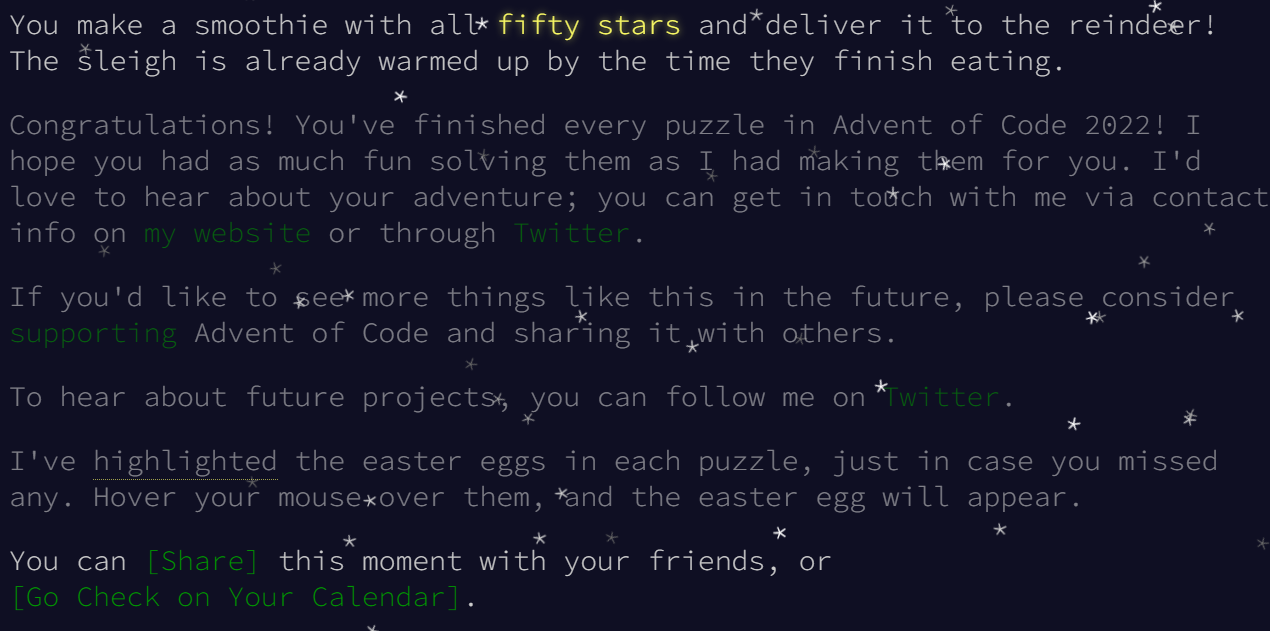 You make a smoothie with all fifty stars and deliver it to the reindeer!
The sleigh is already warmed up by the time they finish eating.
Congratulations! You've finished every puzzle in Advent of Code 2022! I
hope you had as much fun solving them as I had making them for you. I'd
love to hear about your adventure; you can get in touch with me via contact
info on my website or through Twitter.
If you'd like to see more things like this in the future, please consider
supporting Advent of Code and sharing it with others.
To hear about future projects, you can follow me on Twitter.
I've highlighted the easter eggs in each puzzle, just in case you missed
any. Hover your mouse over them, and the easter egg will appear.
You can [Share] this moment with your friends, or
[Go Check on Your Calendar].